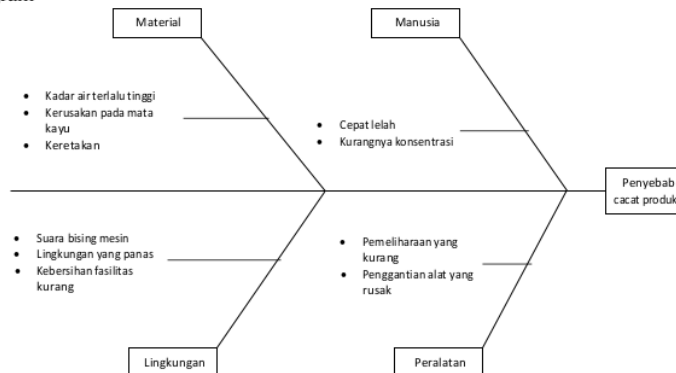 Material
Manusia
Kadar air terlalu tinggi
Kerusakan pada mata
kayu
Keretakan
Cepat lelah
Kurangnya konsentrasi
Penyebab
cacat produk
Suara bising mesin
Lingkungan yang panas
Kebersihan fasilitas
kurang
Pemeliharaan yang
kurang
Penggantian alat yang
rusak
Lingkungan
Peralatan